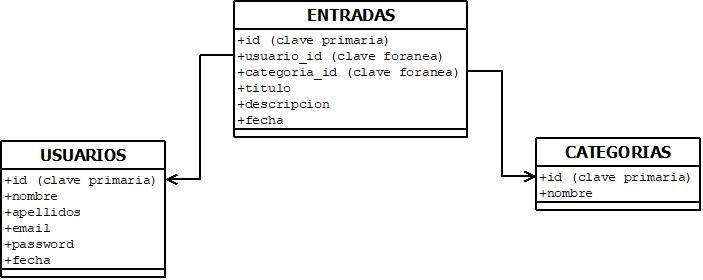 ENTRADAS
+id (clave primaria)
+usuario_id (clave foranea)
+categoria_id (clave foranea)
+titulo
+descripcion
+fecha
USUARIOS
+id (clave primaria)
+nombre
+apellidos
+email
+password
+fecha
CATEGORIAS
+id (clave primaria)
+nombre